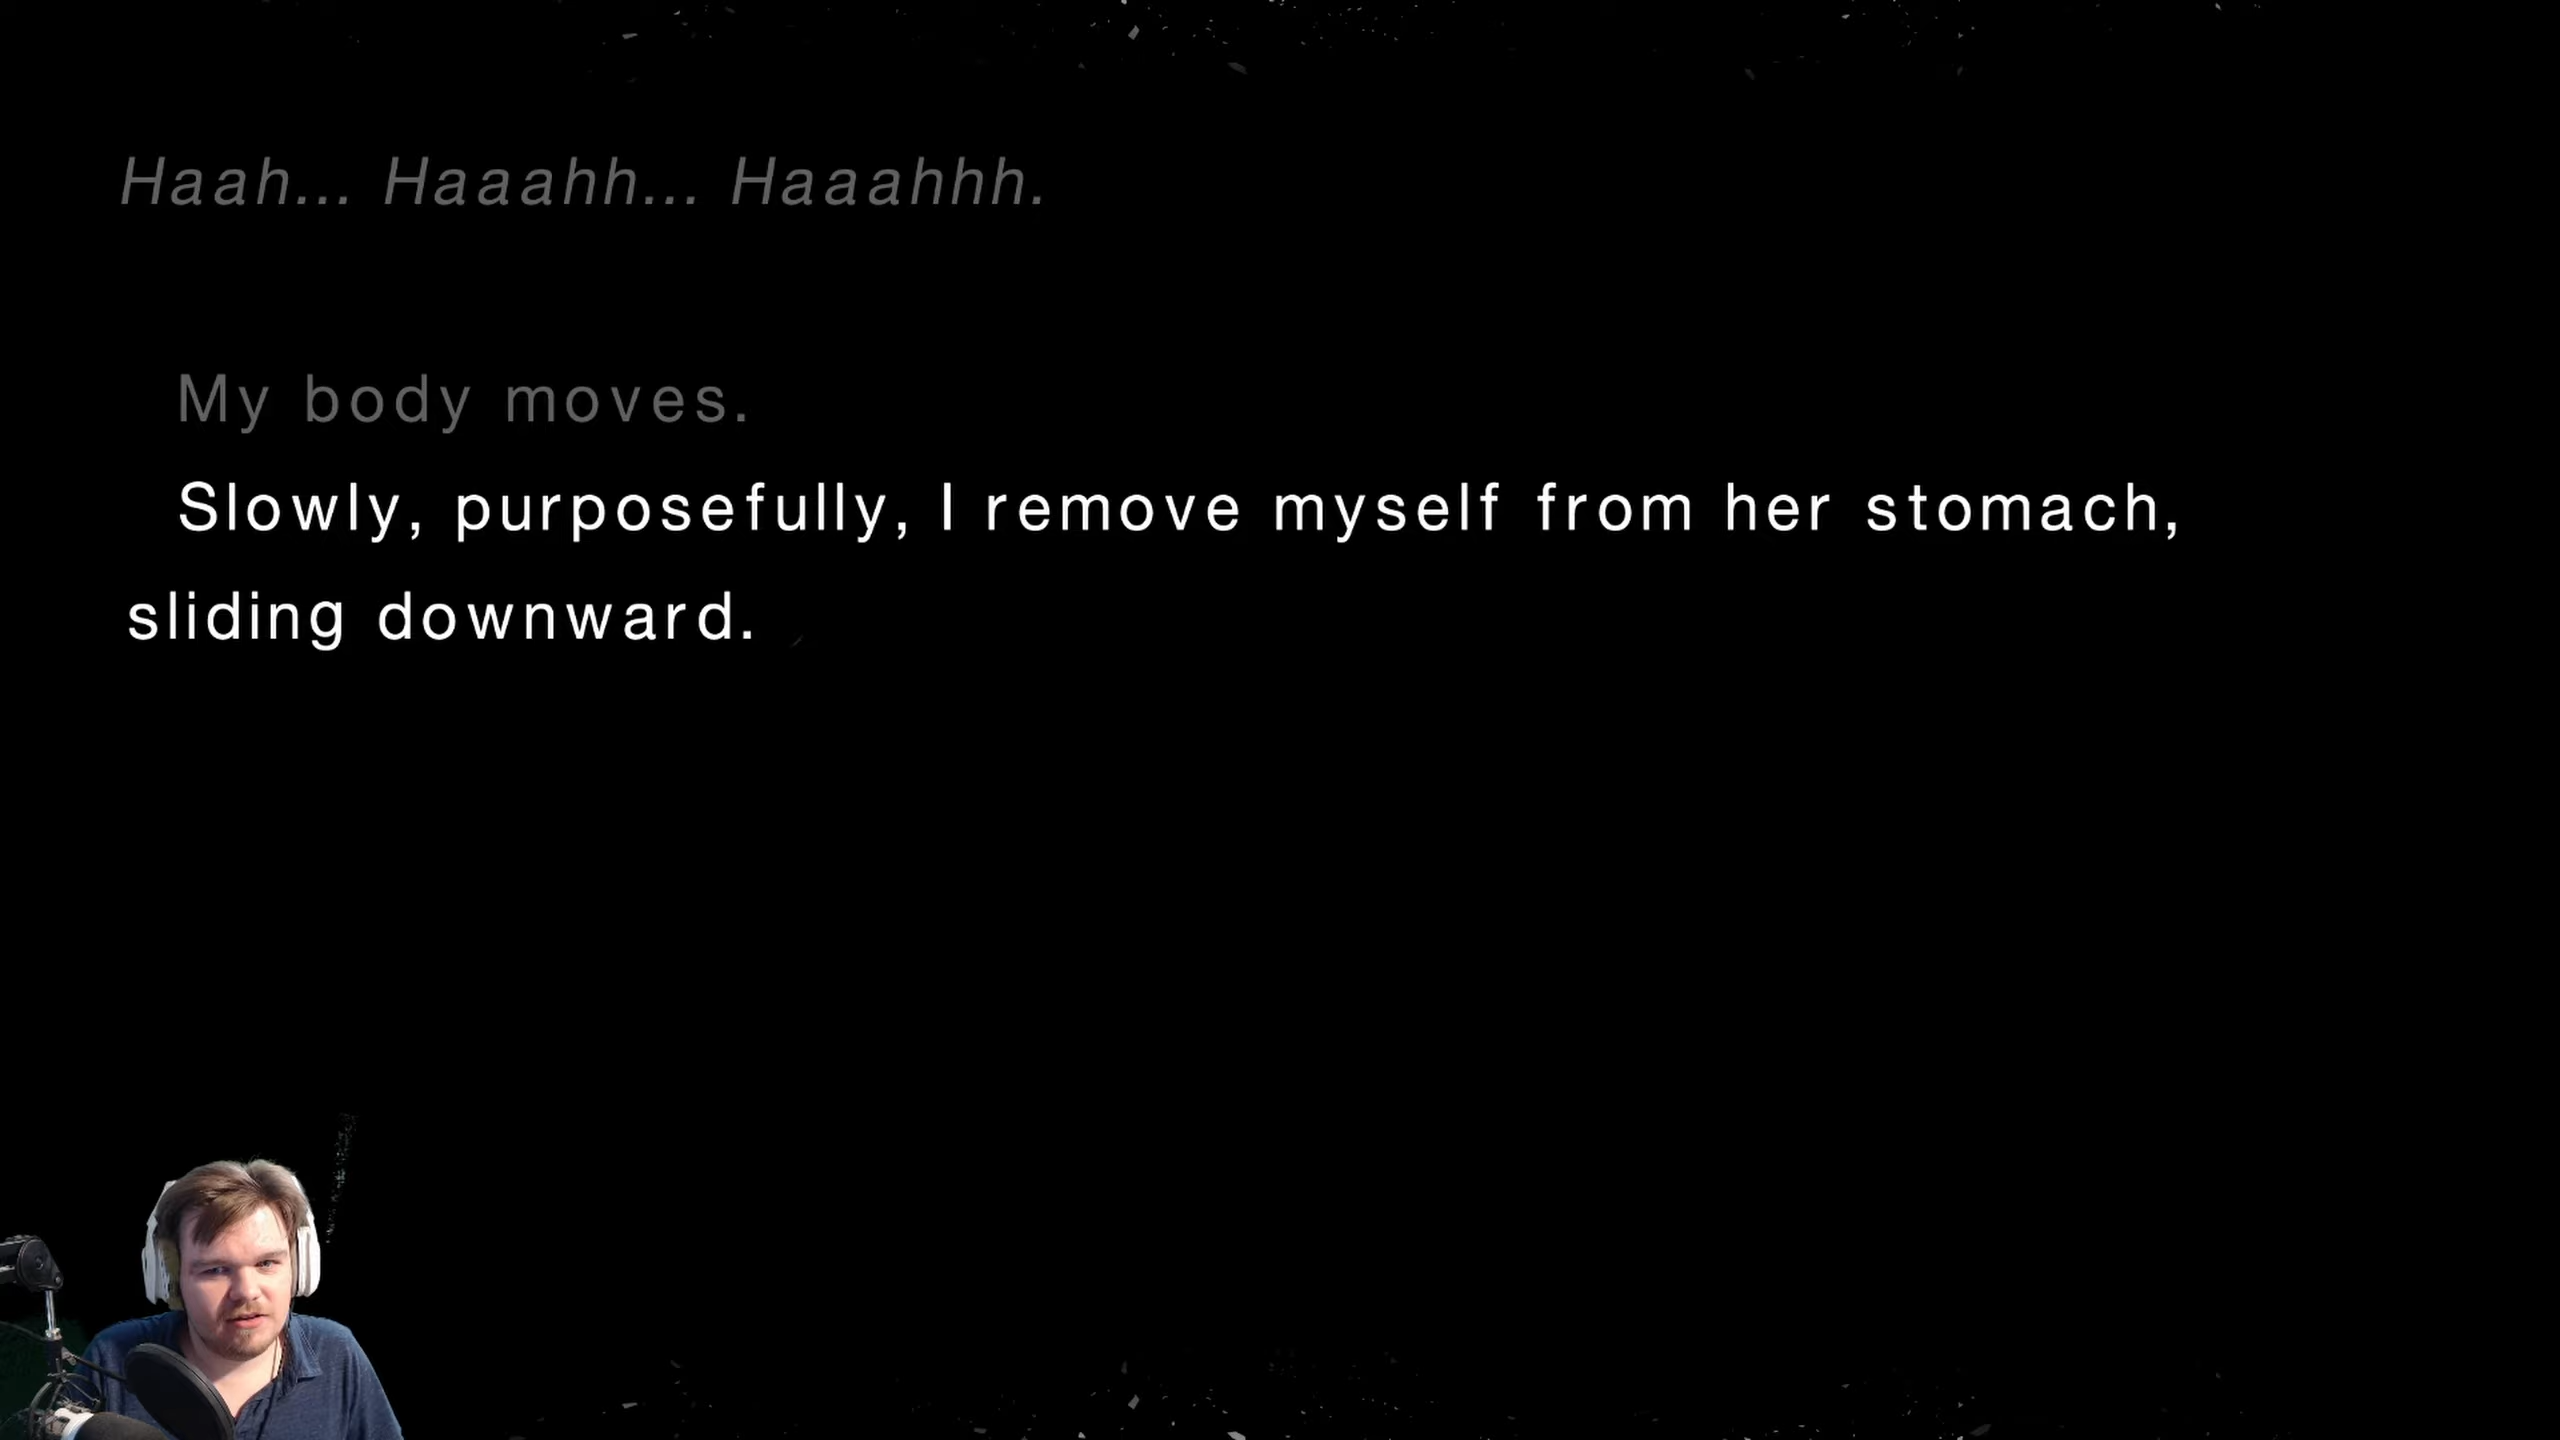 Haah... Haaahh... Haaahhh.
My body moves.
Slowly, purposefully, I remove myself from her stomach,
sliding downward.